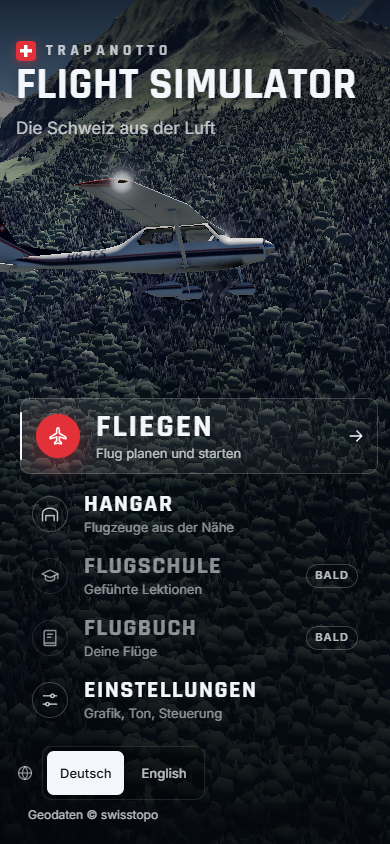 TRAPANOTTO
FLIGHT SIMULATOR
Die Schweiz aus der Luft
FLIEGEN
Flug planen und starten
HANGAR
Flugzeuge aus der Nähe
FLUGSCHULE
Geführte Lektionen
BALD
FLUGBUCH
Deine Flüge
BALD
EINSTELLUNGEN
Grafik, Ton, Steuerung
Deutsch
English
Geodaten © swisstopo